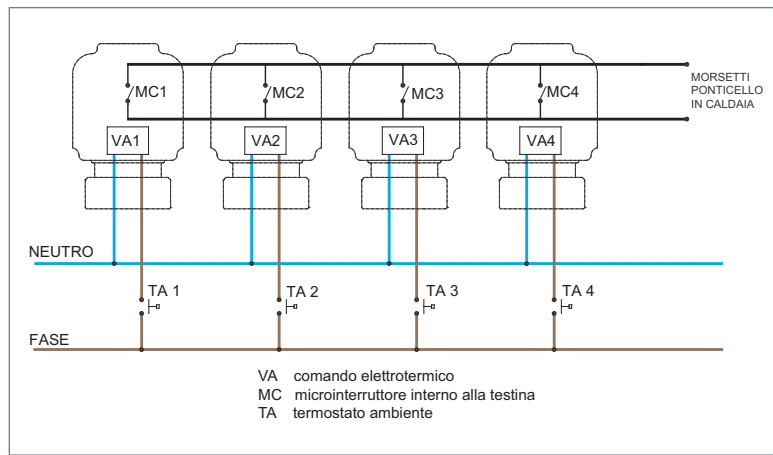 MC1
MC2
MC3
MC4
MORSETTI
PONTICELLO
IN CALDAIA
VA1
VA2
VA3
VA4
NEUTRO
TA 1
TA 2
TA 3
TA 4
FASE
VA comando elettrotermico
MC microinterruttore interno alla testina
TA termostato ambiente